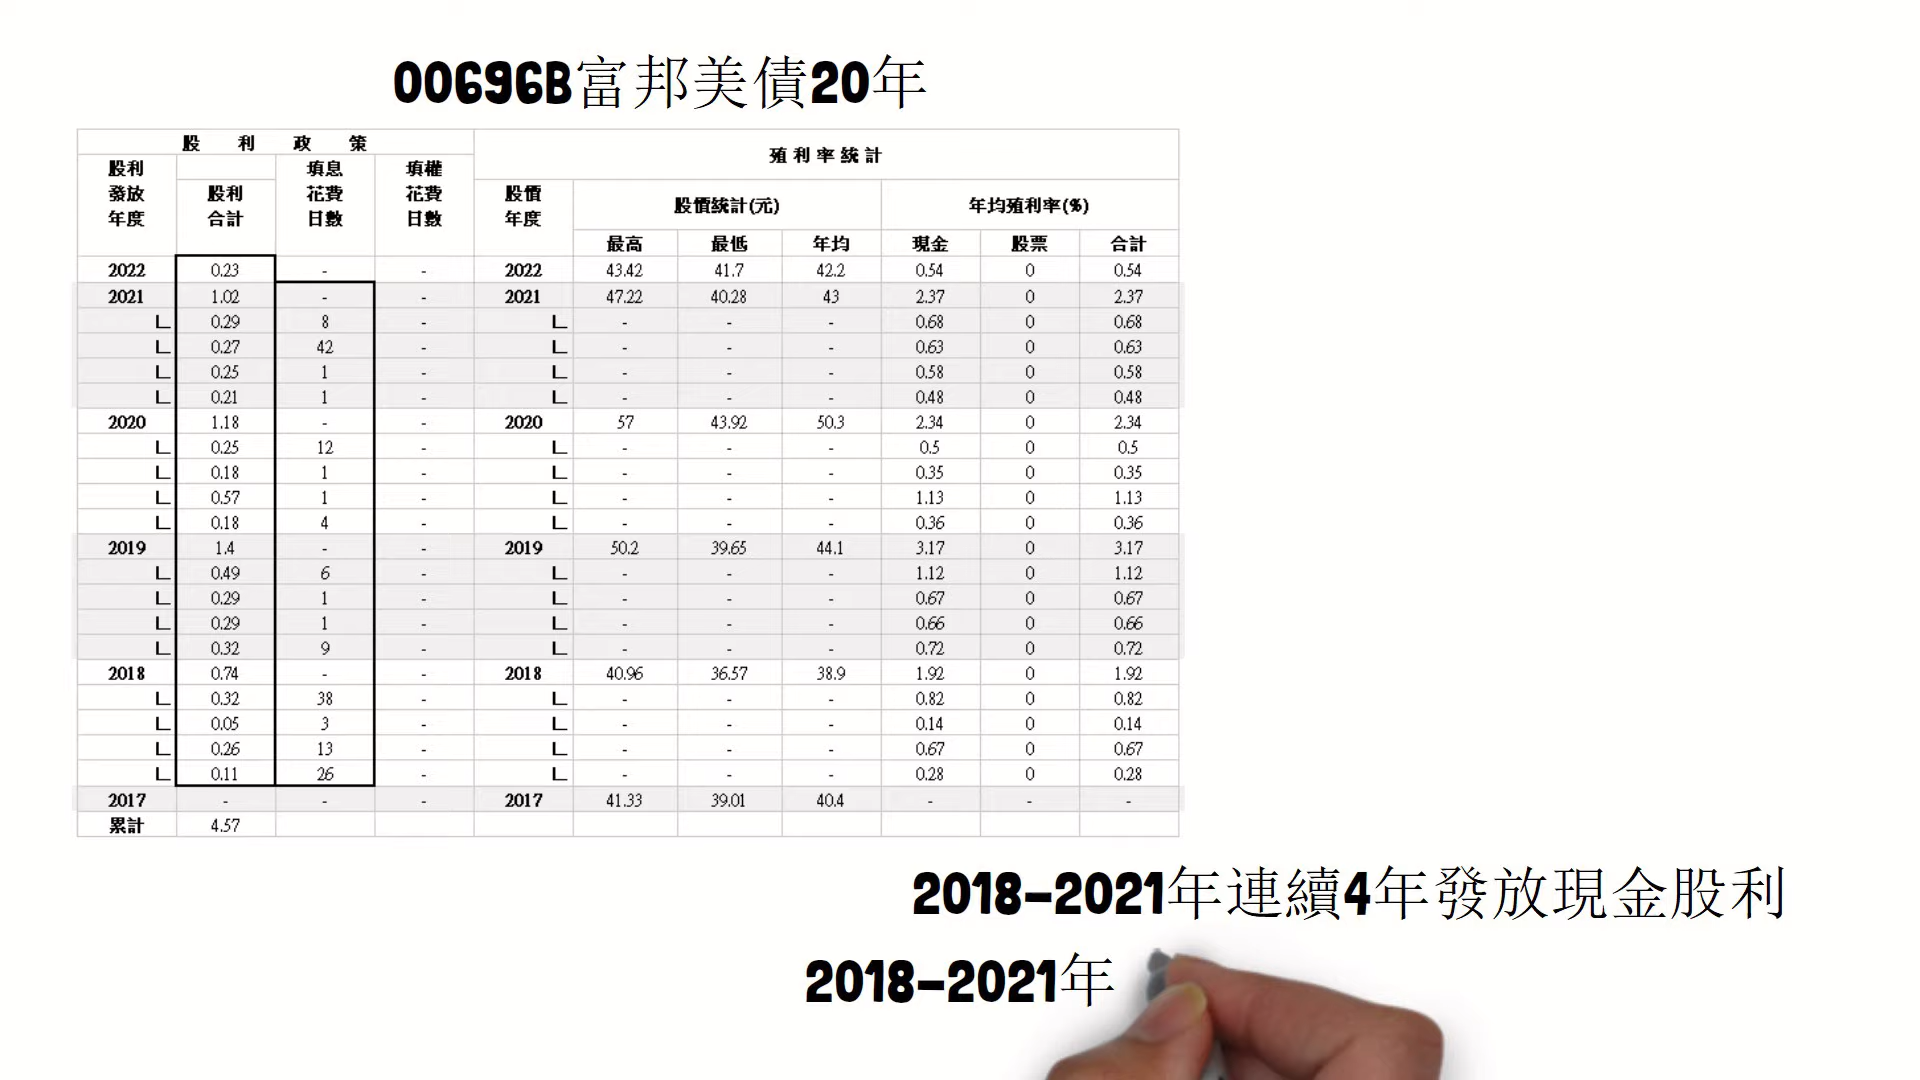 00696B富邦美債20年
股 利 政 策 殖利率統計
股利發放年度 股利合計 填息花費日數 填權花費日數 股價年度 股價統計(元) 年均殖利率(%)
最高 最低 年均 現金 股票 合計
2022 0.23 - - 2022 43.42 41.7 42.2 0.54 0 0.54
2021 1.02 - - 2021 47.22 40.28 43 2.37 0 2.37
∟ 0.29 8 - ∟ - - - 0.68 0 0.68
∟ 0.27 42 - ∟ - - - 0.63 0 0.63
∟ 0.25 1 - ∟ - - - 0.58 0 0.58
∟ 0.21 1 - ∟ - - - 0.48 0 0.48
2020 1.18 - - 2020 57 43.92 50.3 2.34 0 2.34
∟ 0.25 12 - ∟ - - - 0.5 0 0.5
∟ 0.18 1 - ∟ - - - 0.35 0 0.35
∟ 0.57 1 - ∟ - - - 1.13 0 1.13
∟ 0.18 4 - ∟ - - - 0.36 0 0.36
2019 1.4 - - 2019 50.2 39.65 44.1 3.17 0 3.17
∟ 0.49 6 - ∟ - - - 1.12 0 1.12
∟ 0.29 1 - ∟ - - - 0.67 0 0.67
∟ 0.29 1 - ∟ - - - 0.66 0 0.66
∟ 0.32 9 - ∟ - - - 0.72 0 0.72
2018 0.74 - - 2018 40.96 36.57 38.9 1.92 0 1.92
∟ 0.32 38 - ∟ - - - 0.82 0 0.82
∟ 0.05 3 - ∟ - - - 0.14 0 0.14
∟ 0.26 13 - ∟ - - - 0.67 0 0.67
∟ 0.11 26 - ∟ - - - 0.28 0 0.28
2017 - - - 2017 41.33 39.01 40.4 - - -
累計 4.57
2018-2021年連續4年發放現金股利
2018-2021年